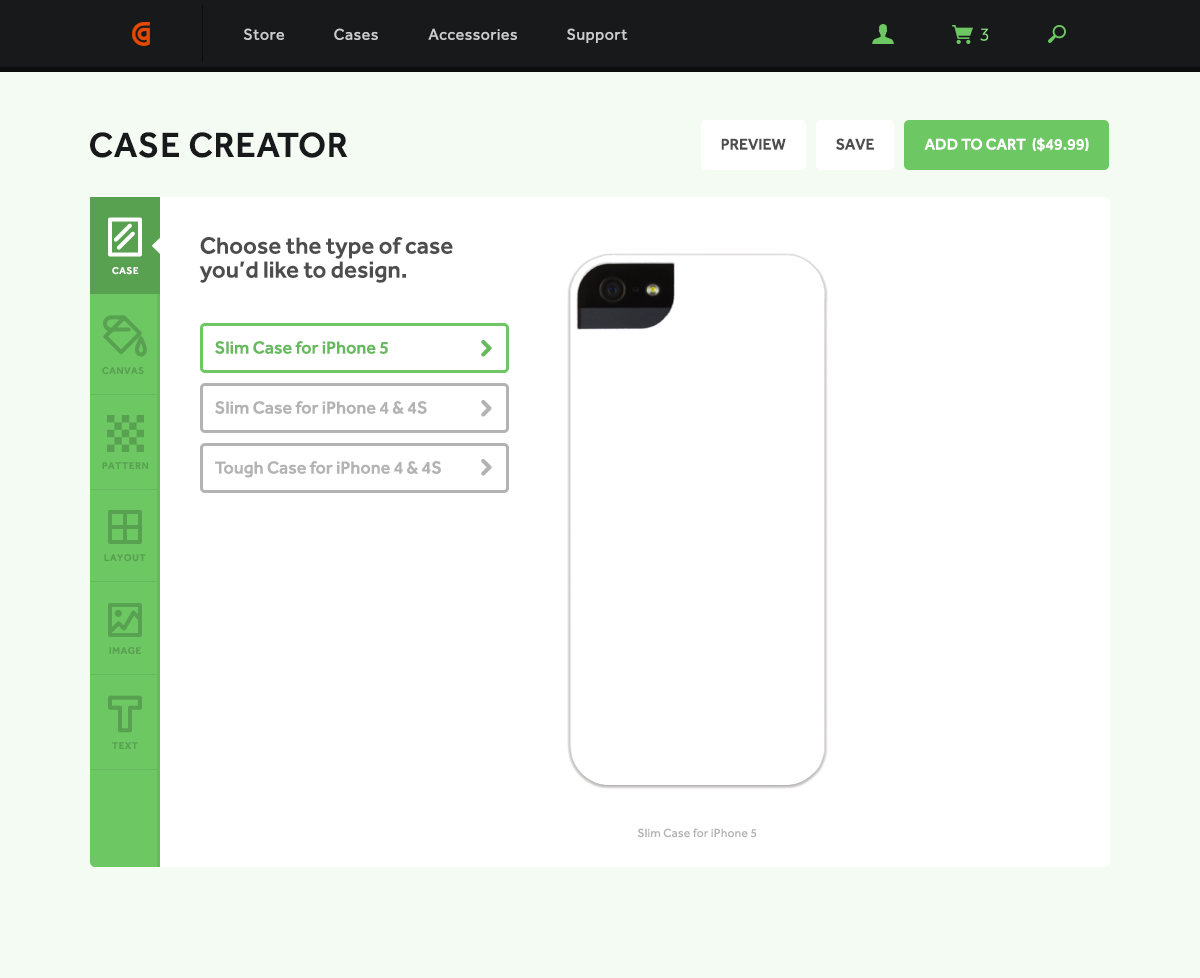 Store
Cases
Accessories
Support
3
CASE CREATOR
PREVIEW
SAVE
ADD TO CART ($49.99)
CASE
CANVAS
PATTERN
LAYOUT
IMAGE
TEXT
Choose the type of case
you’d like to design.
Slim Case for iPhone 5
Slim Case for iPhone 4 & 4S
Tough Case for iPhone 4 & 4S
Slim Case for iPhone 5